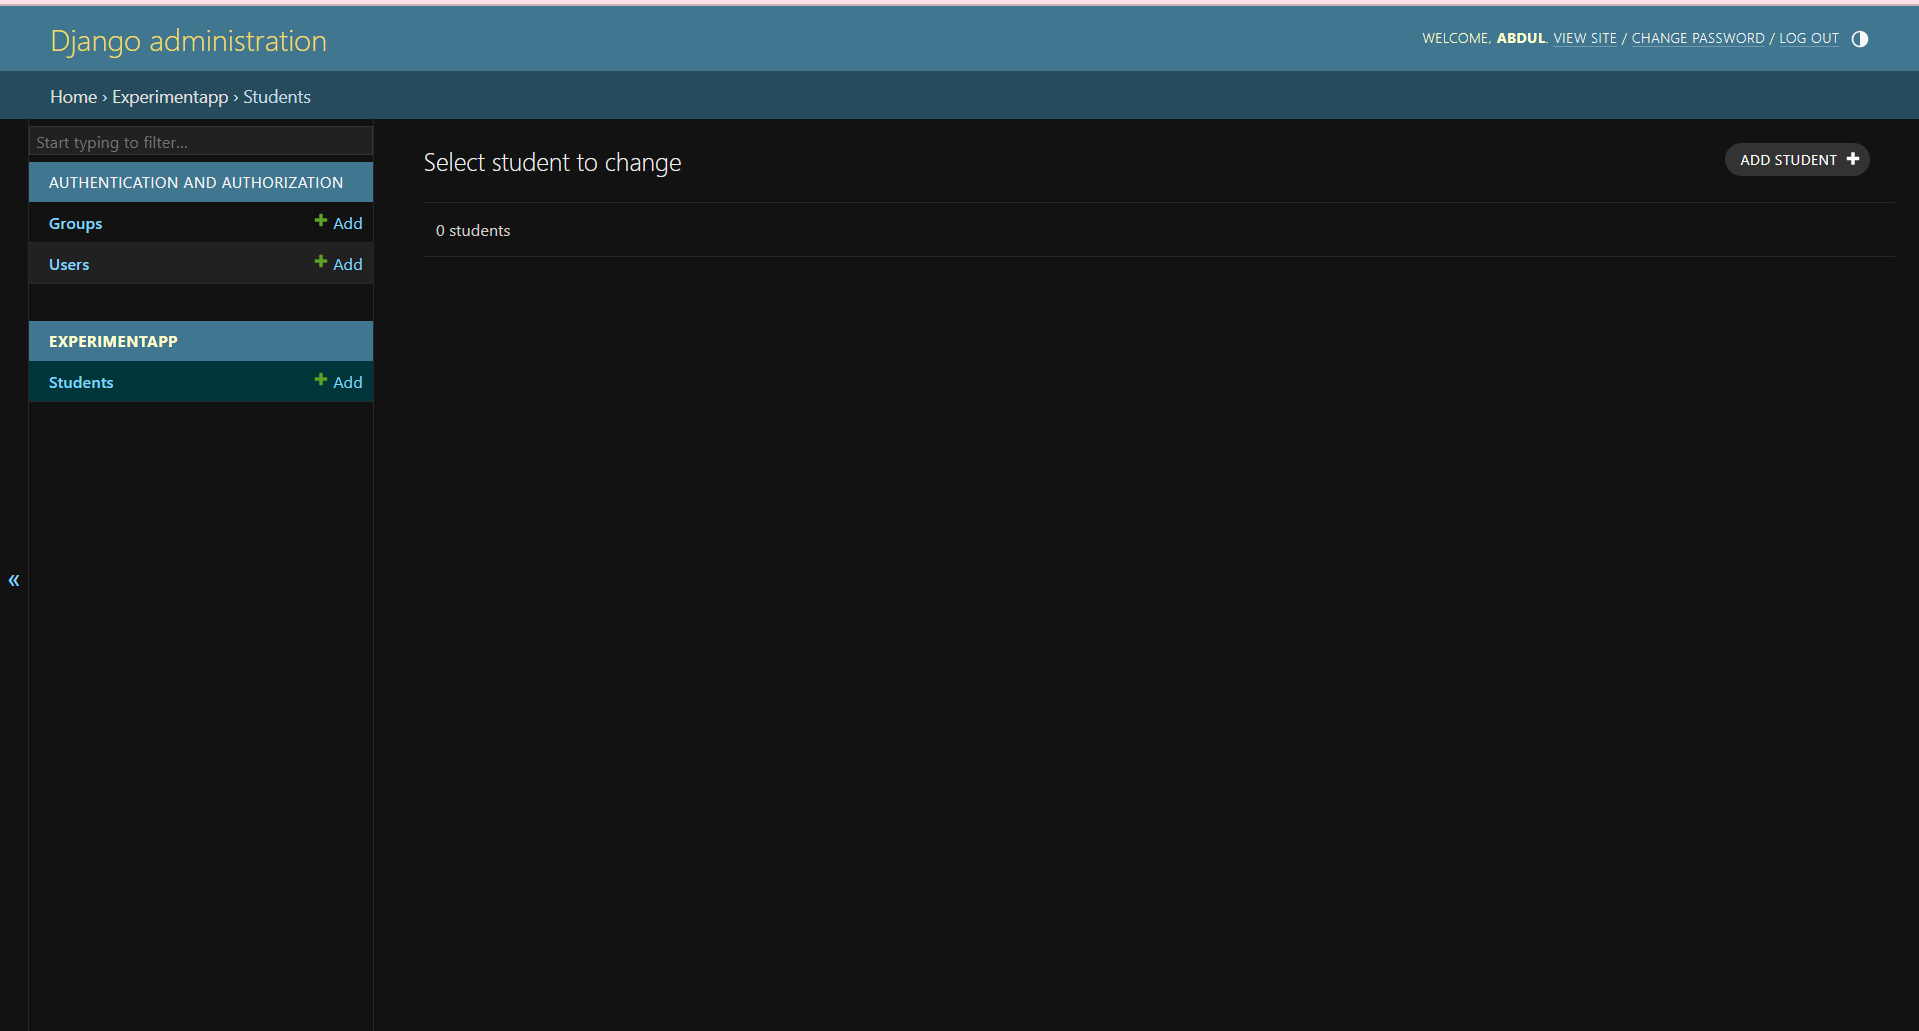 Django administration
WELCOME, ABDUL. VIEW SITE / CHANGE PASSWORD / LOG OUT
Home › Experimentapp › Students
Start typing to filter...
AUTHENTICATION AND AUTHORIZATION
Groups Add
Users Add
EXPERIMENTAPP
Students Add
«
Select student to change
ADD STUDENT
0 students